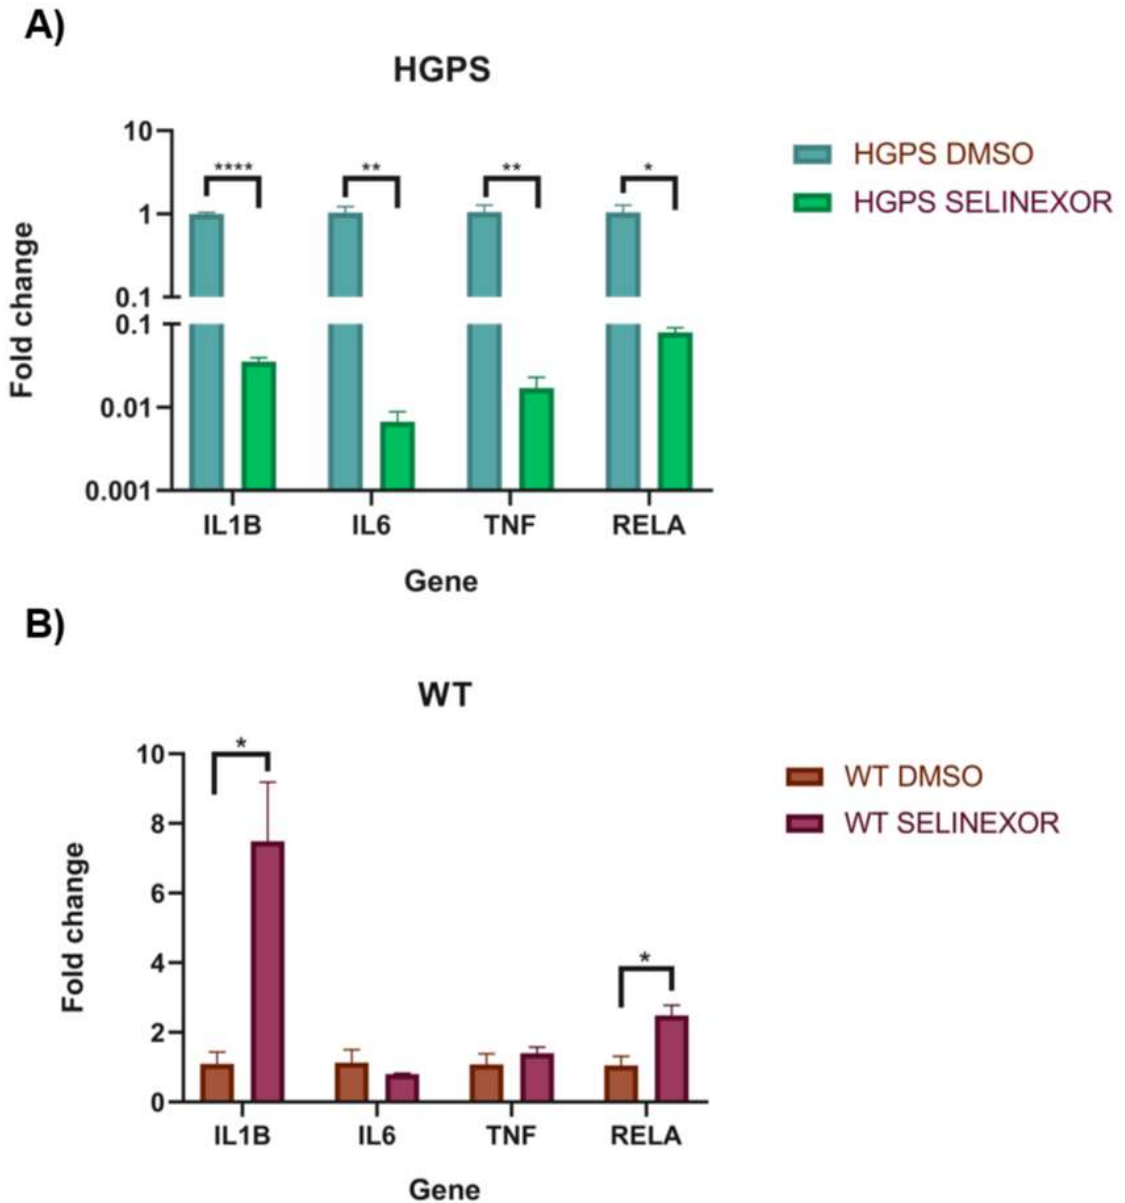 A)
HGPS
10
1
0.1
0.1
0.01
0.001
Fold change
****
**
**
*
HGPS DMSO
HGPS SELINEXOR
IL1B IL6 TNF RELA
Gene
B)
WT
10
8
6
4
2
0
Fold change
*
*
WT DMSO
WT SELINEXOR
IL1B IL6 TNF RELA
Gene